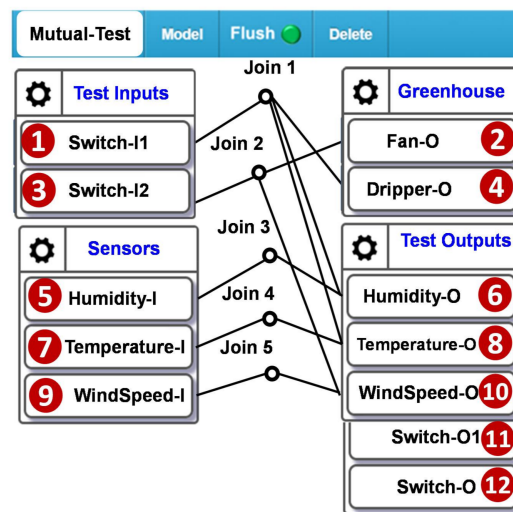 Mutual-Test Model Flush Delete
Join 1
Test Inputs
1 Switch-I1
3 Switch-I2
Join 2
Greenhouse
Fan-O 2
Dripper-O 4
Sensors
5 Humidity-I
7 Temperature-I
9 WindSpeed-I
Join 3
Join 4
Join 5
Test Outputs
Humidity-O 6
Temperature-O 8
WindSpeed-O 10
Switch-O1 11
Switch-O 12